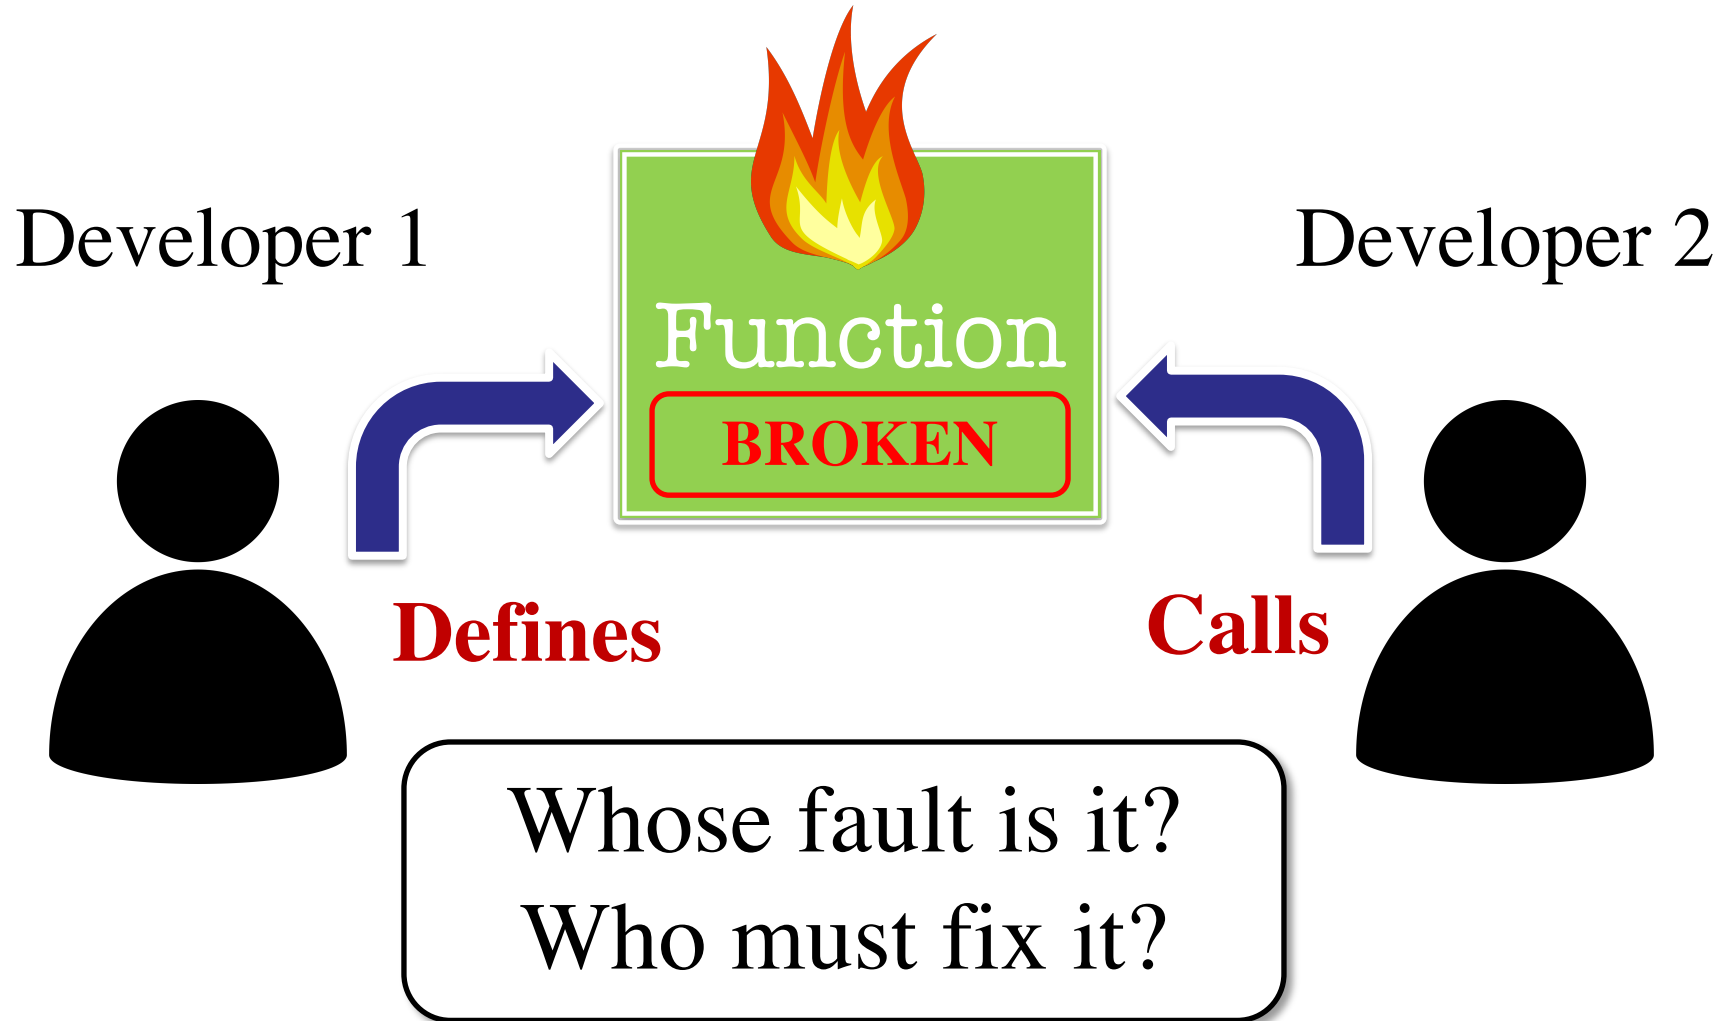 Developer 1
Developer 2
Function
BROKEN
Defines
Calls
Whose fault is it?
Who must fix it?